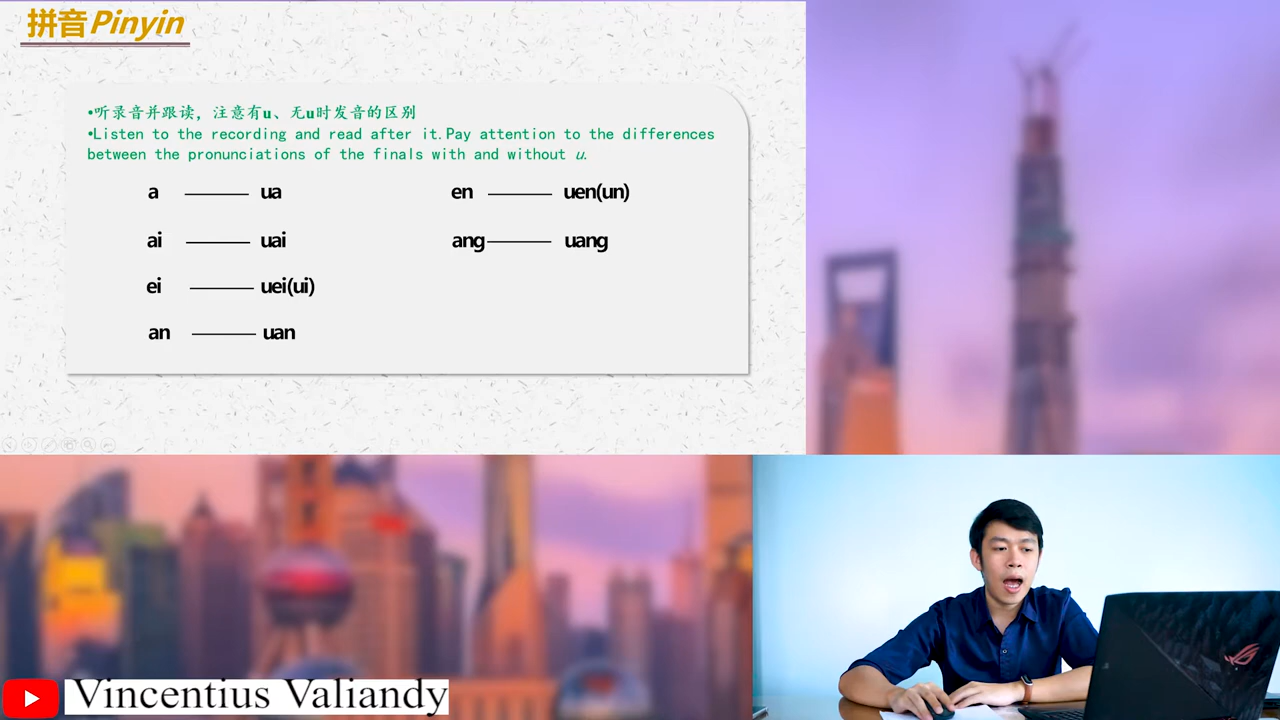 拼音Pinyin
•听录音并跟读，注意有u、无u时发音的区别
•Listen to the recording and read after it.Pay attention to the differences
between the pronunciations of the finals with and without u.
a ——— ua
ai ——— uai
ei ——— uei(ui)
an ——— uan
en ——— uen(un)
ang ——— uang
Vincentius Valiandy